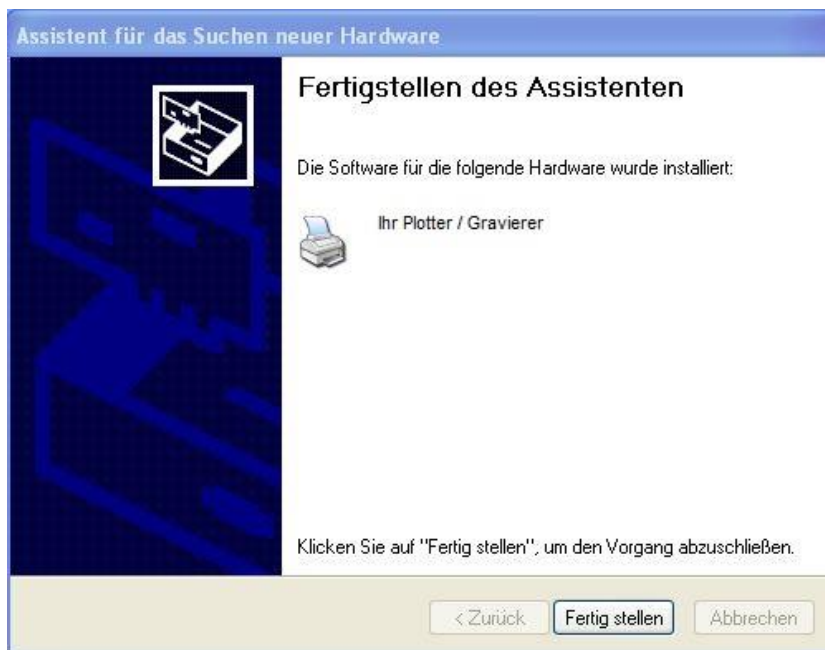 Assistent für das Suchen neuer Hardware
Fertigstellen des Assistenten
Die Software für die folgende Hardware wurde installiert:
Ihr Plotter / Gravierer
Klicken Sie auf "Fertig stellen", um den Vorgang abzuschließen.
< Zurück
Fertig stellen
Abbrechen